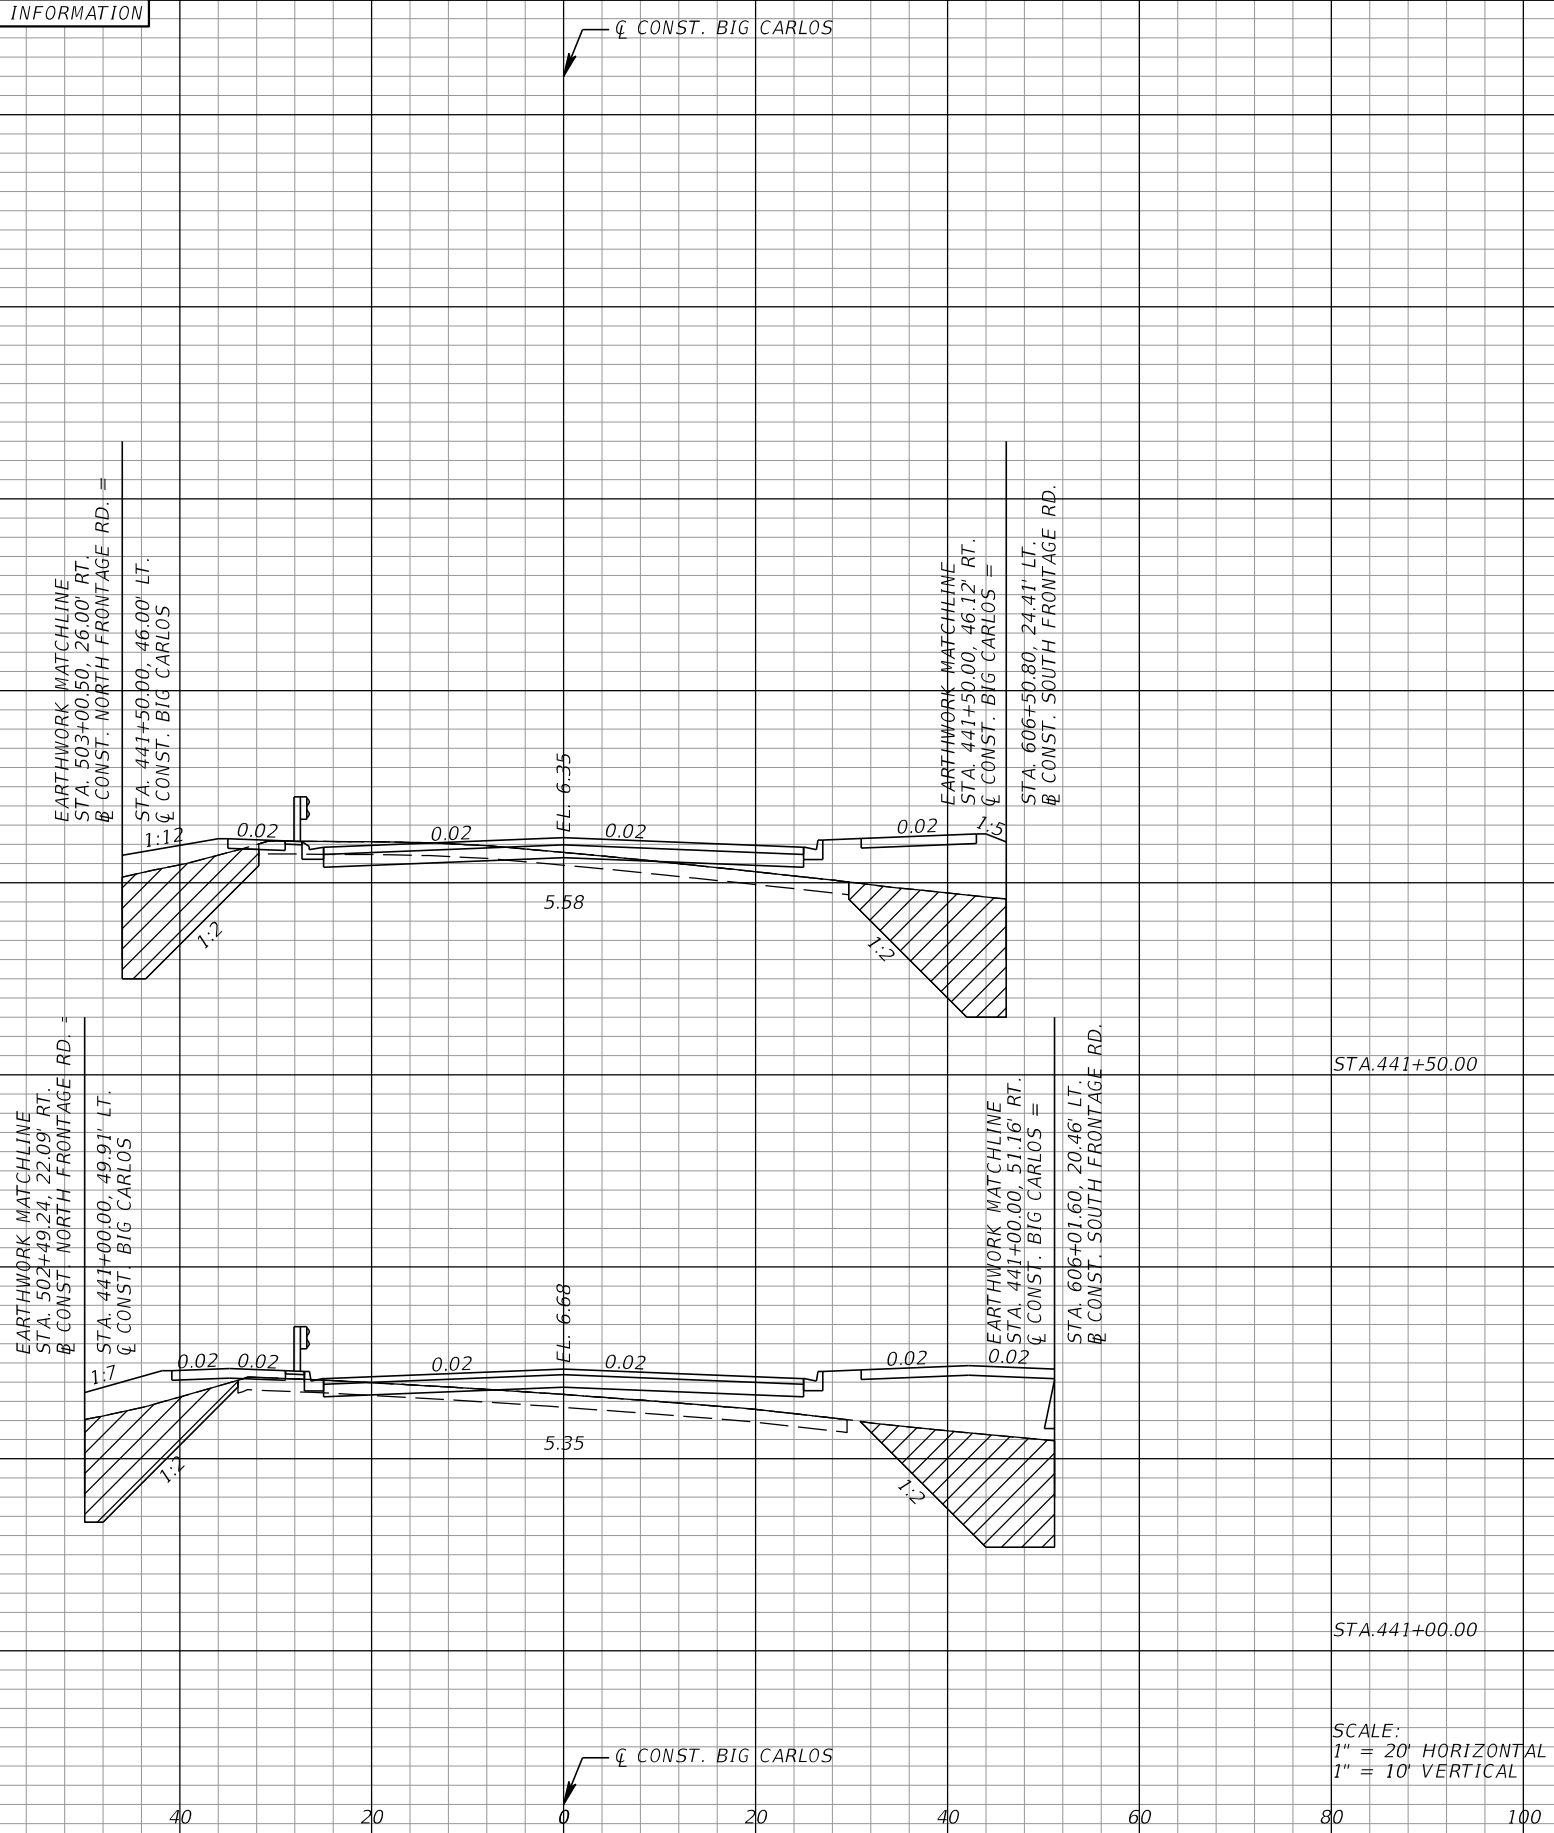 INFORMATION
℄ CONST. BIG CARLOS
EARTHWORK MATCHLINE
STA. 503+00.50, 26.00' RT.
B CONST. NORTH FRONTAGE RD. =
STA. 441+50.00, 46.00' LT.
℄ CONST. BIG CARLOS
EARTHWORK MATCHLINE
STA. 441+50.00, 46.12' RT.
℄ CONST. BIG CARLOS =
STA. 606+50.80, 24.41' LT.
B CONST. SOUTH FRONTAGE RD.
EL. 6.35
1:12
0.02
0.02
0.02
0.02
1:5
5.58
1:2
1:2
STA.441+50.00
EARTHWORK MATCHLINE
STA. 502+49.24, 22.09' RT.
B CONST. NORTH FRONTAGE RD. =
STA. 441+00.00, 49.91' LT.
℄ CONST. BIG CARLOS
EARTHWORK MATCHLINE
STA. 441+00.00, 51.16' RT.
℄ CONST. BIG CARLOS =
STA. 606+01.60, 20.46' LT.
B CONST. SOUTH FRONTAGE RD.
EL. 6.68
1:7
0.02
0.02
0.02
0.02
0.02
0.02
5.35
1:2
1:2
STA.441+00.00
SCALE:
1" = 20' HORIZONTAL
1" = 10' VERTICAL
℄ CONST. BIG CARLOS
40 20 0 20 40 60 80 100